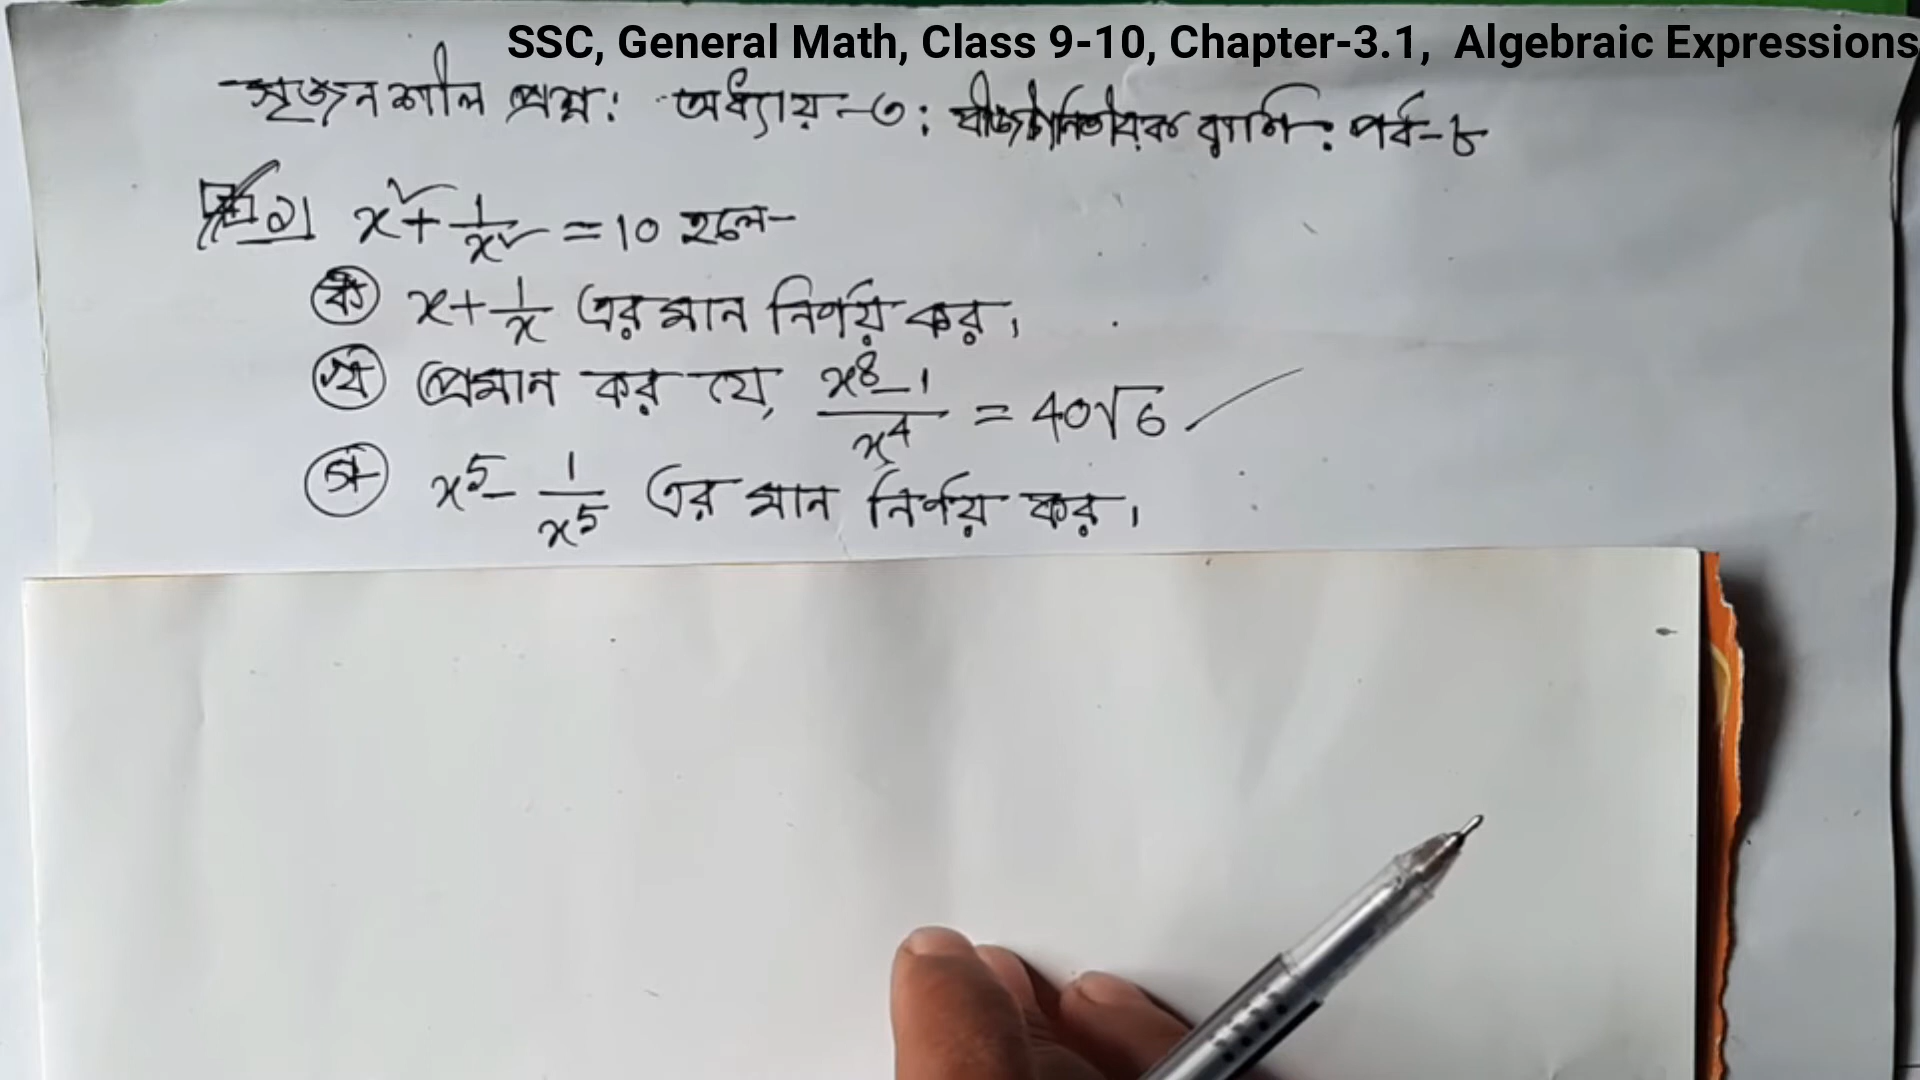 SSC, General Math, Class 9-10, Chapter-3.1, Algebraic Expressions
সৃজনশীল প্রশ্ন: অধ্যায়-৩: বীজগানিতীয়ক রাশি: পর্ব-৮
২। x² + 1/x² = 10 হলে-
ক x + 1/x এর মান নির্ণয় কর।
খ প্রমান কর যে, x⁸-1/x⁴ = 40√6
গ x⁵ - 1/x⁵ এর মান নির্ণয় কর।